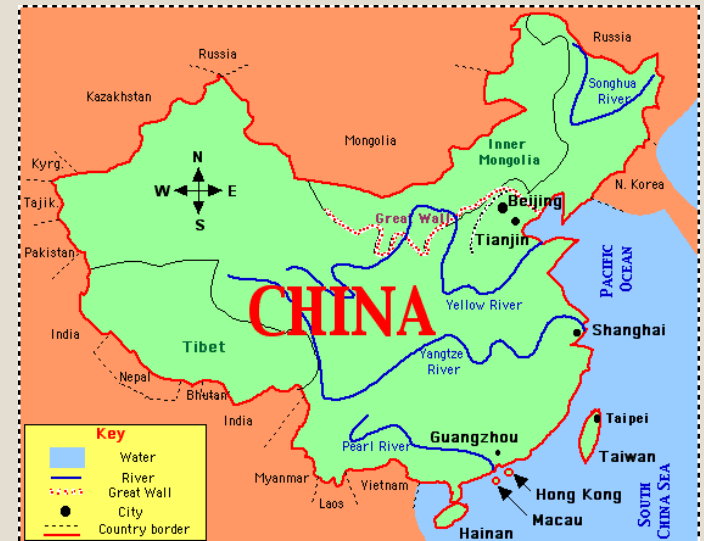 Russia
Russia
Songhua
River
Kazakhstan
Mongolia
Inner
Mongolia
Kyrg.
N
W E
S
N. Korea
Tajik.
Beijing
Great Wall
Tianjin
Pakistan
PACIFIC
OCEAN
CHINA
Yellow River
India
Tibet
Shanghai
Yangtze
River
Nepal
Bhutan
India
Taipei
Key
Water
River
Great Wall
City
Country border
Pearl River
Guangzhou
Taiwan
Myanmar
Vietnam
Laos
Hong Kong
Macau
Hainan
SOUTH
CHINA SEA